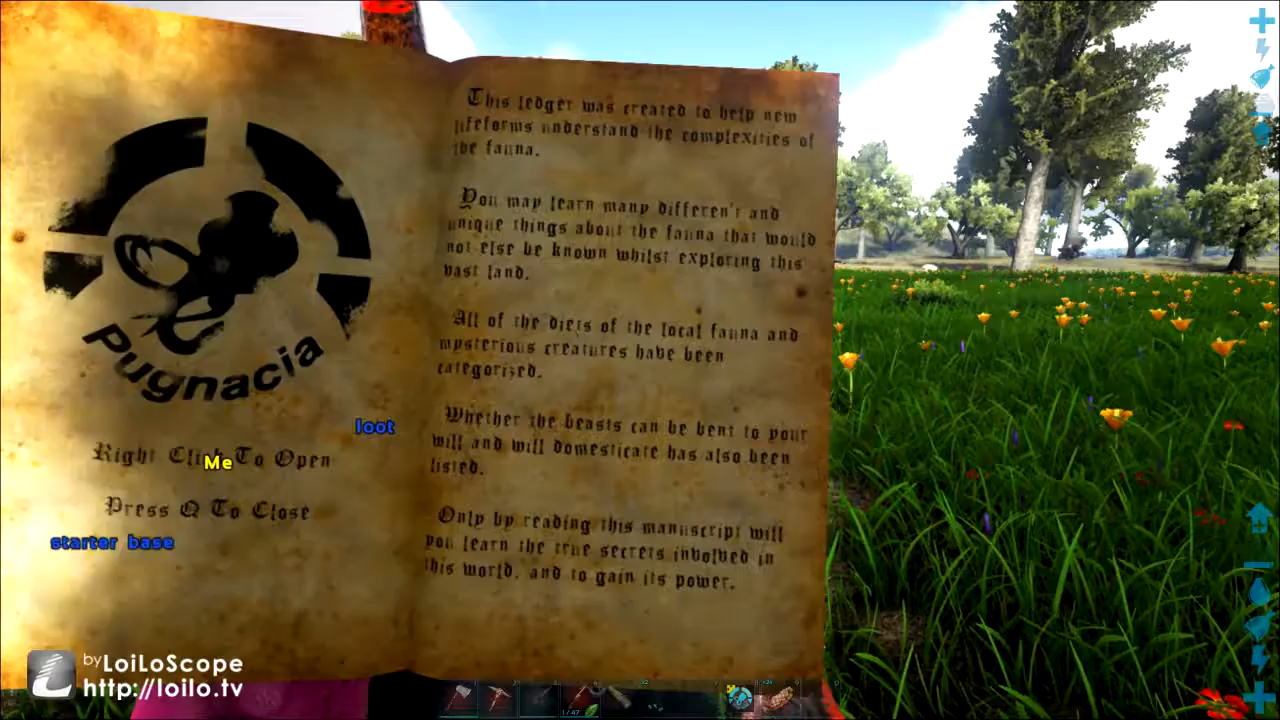 This ledger was created to help new
lifeforms understand the complexities of
the fauna.
You may learn many differen't and
unique things about the fauna that would
not else be known whilst exploring this
vast land.
All of the diets of the local fauna and
mysterious creatures have been
categorized.
Whether the beasts can be bent to your
will and will domesticate has also been
listed.
Only by reading this manuscript will
you learn the true secrets involved in
this world, and to gain its power.
Pugnacia
loot
Right Click To Open
Me
Press Q To Close
starter base
by LoiLoScope
http://loilo.tv
1 / 47